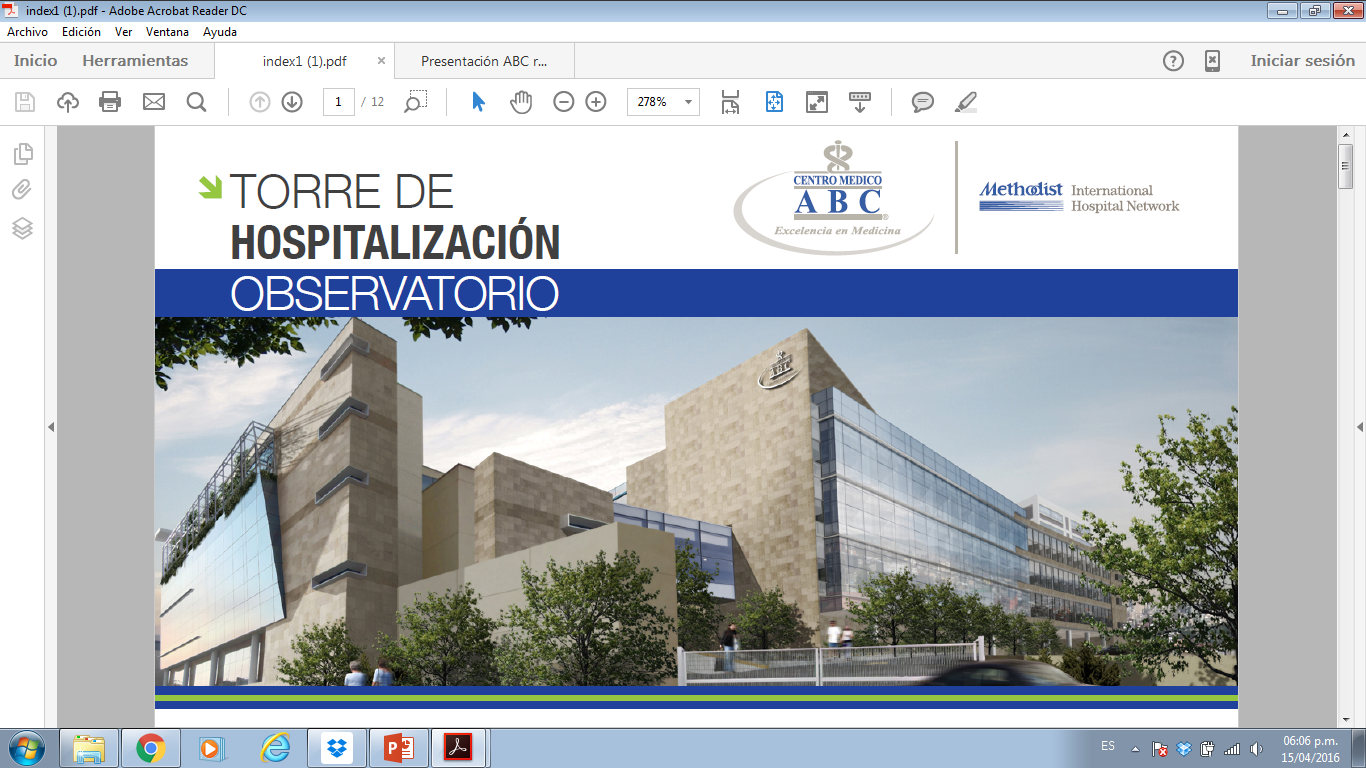 index1 (1).pdf - Adobe Acrobat Reader DC
Archivo Edición Ver Ventana Ayuda
Inicio Herramientas index1 (1).pdf × Presentación ABC r... Iniciar sesión
1 / 12 278%
TORRE DE
HOSPITALIZACIÓN
OBSERVATORIO
CENTRO MEDICO
ABC®
Excelencia en Medicina
Methodist International
Hospital Network
ABC
ES 06:06 p.m.
15/04/2016